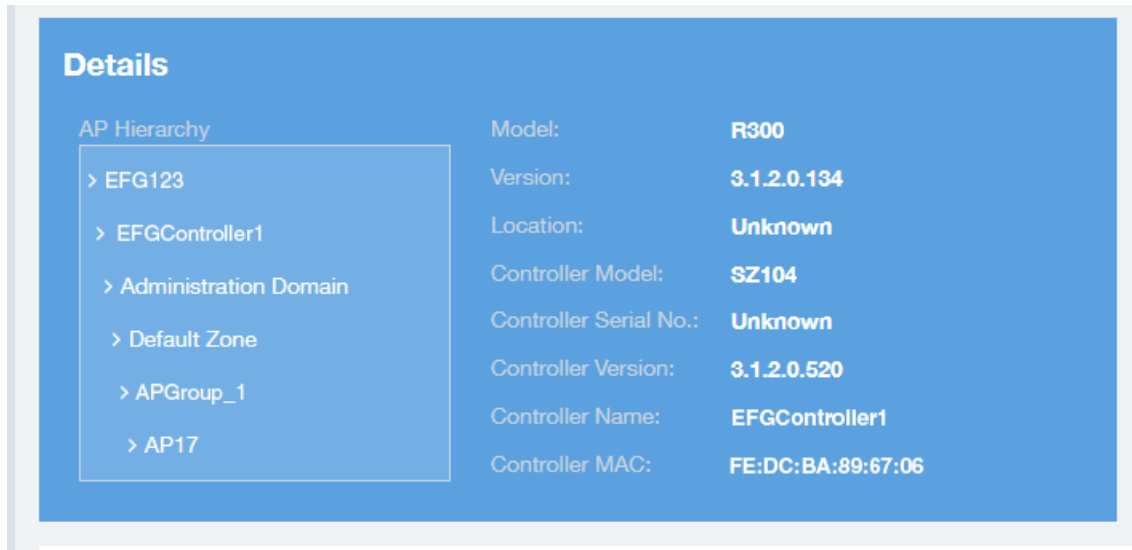 Details
AP Hierarchy
> EFG123
> EFGController1
> Administration Domain
> Default Zone
> APGroup_1
> AP17
Model: R300
Version: 3.1.2.0.134
Location: Unknown
Controller Model: SZ104
Controller Serial No.: Unknown
Controller Version: 3.1.2.0.520
Controller Name: EFGController1
Controller MAC: FE:DC:BA:89:67:06